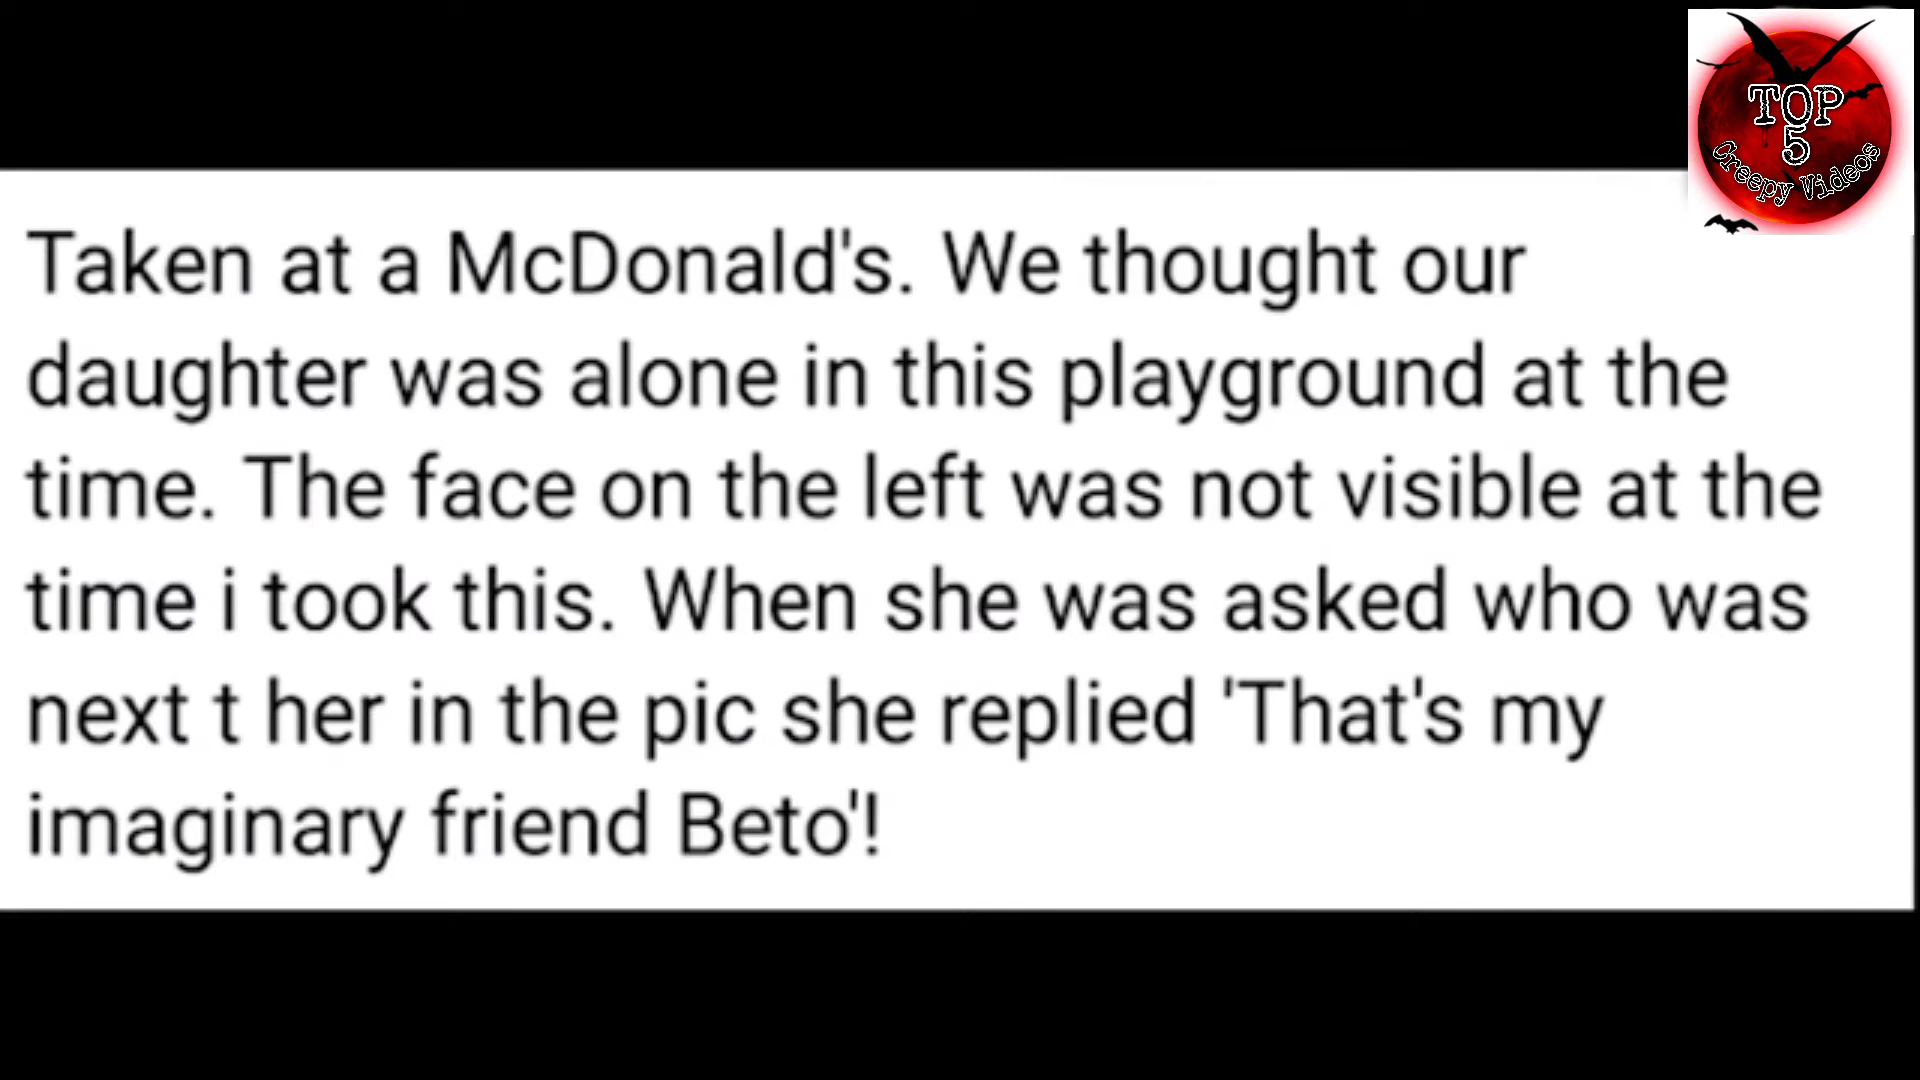 TOP
5
Creepy Videos
Taken at a McDonald's. We thought our
daughter was alone in this playground at the
time. The face on the left was not visible at the
time i took this. When she was asked who was
next t her in the pic she replied 'That's my
imaginary friend Beto'!